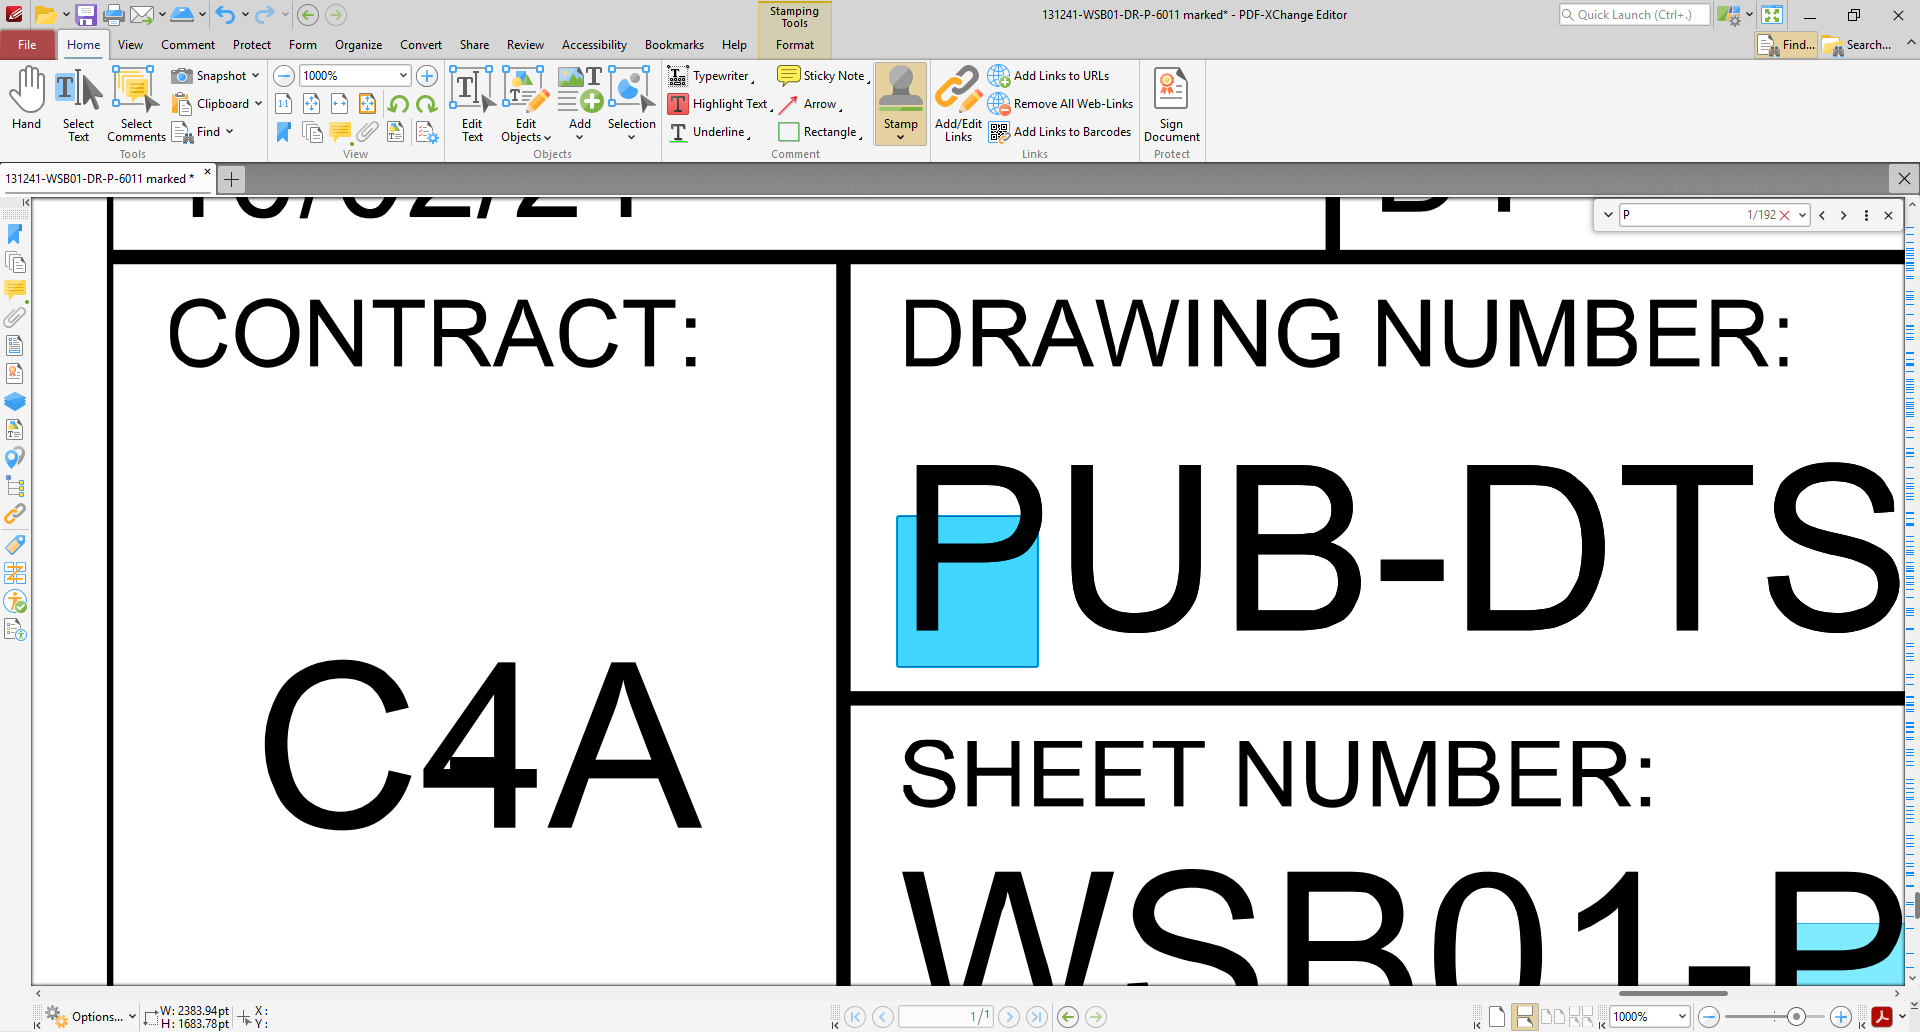 Stamping Tools
131241-WSB01-DR-P-6011 marked* - PDF-XChange Editor
Quick Launch (Ctrl+.)
File Home View Comment Protect Form Organize Convert Share Review Accessibility Bookmarks Help Format Find... Search...
Hand
Select Text
Select Comments
Snapshot
Clipboard
Find
Tools
1000%
1:1
View
Edit Text
Edit Objects
Add
Selection
Objects
Typewriter
Highlight Text
Underline
Sticky Note
Arrow
Rectangle
Comment
Stamp
Add/Edit Links
Add Links to URLs
Remove All Web-Links
Add Links to Barcodes
Links
Sign Document
Protect
131241-WSB01-DR-P-6011 marked *
P 1/192
CONTRACT:
DRAWING NUMBER:
PUB-DTS
C4A
SHEET NUMBER:
WSB01-P
Options...
W: 2383.94pt
H: 1683.78pt
X:
Y:
1/1
1000%